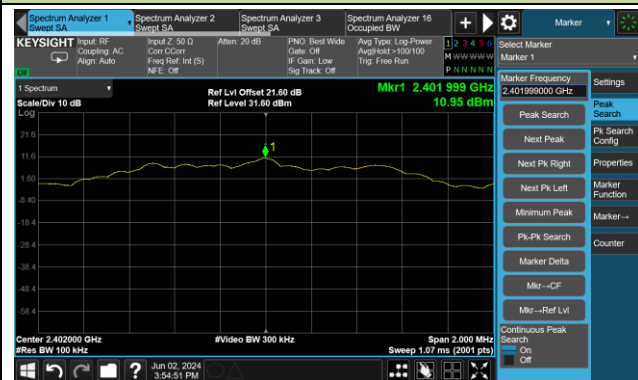 Spectrum Analyzer 1
Swept SA
Spectrum Analyzer 2
Swept SA
Spectrum Analyzer 3
Swept SA
Spectrum Analyzer 16
Occupied BW
Marker
KEYSIGHT
Input: RF
Coupling: AC
Align: Auto
Input Z: 50 Ω
Corr CCorr
Freq Ref: Int (S)
NFE: Off
Atten: 20 dB
PNO: Best Wide
Gate: Off
IF Gain: Low
Sig Track: Off
Avg Type: Log-Power
Avg|Hold:>100/100
Trig: Free Run
1 2 3 4 5 6
M W W W W W
P N N N N N
Select Marker
Marker 1
1 Spectrum
Scale/Div 10 dB
Log
Ref Lvl Offset 21.60 dB
Ref Level 31.60 dBm
Mkr1 2.401 999 GHz
10.95 dBm
21.6
11.6
1.60
-8.40
-18.4
-28.4
-38.4
-48.4
-58.4
1
Center 2.402000 GHz
#Res BW 100 kHz
#Video BW 300 kHz
Span 2.000 MHz
Sweep 1.07 ms (2001 pts)
Marker Frequency
2.401999000 GHz
Peak Search
Next Peak
Next Pk Right
Next Pk Left
Minimum Peak
Pk-Pk Search
Marker Delta
Mkr→CF
Mkr→Ref Lvl
Continuous Peak
Search
On
Off
Settings
Peak
Search
Pk Search
Config
Properties
Marker
Function
Marker→
Counter
?
Jun 02, 2024
3:54:51 PM